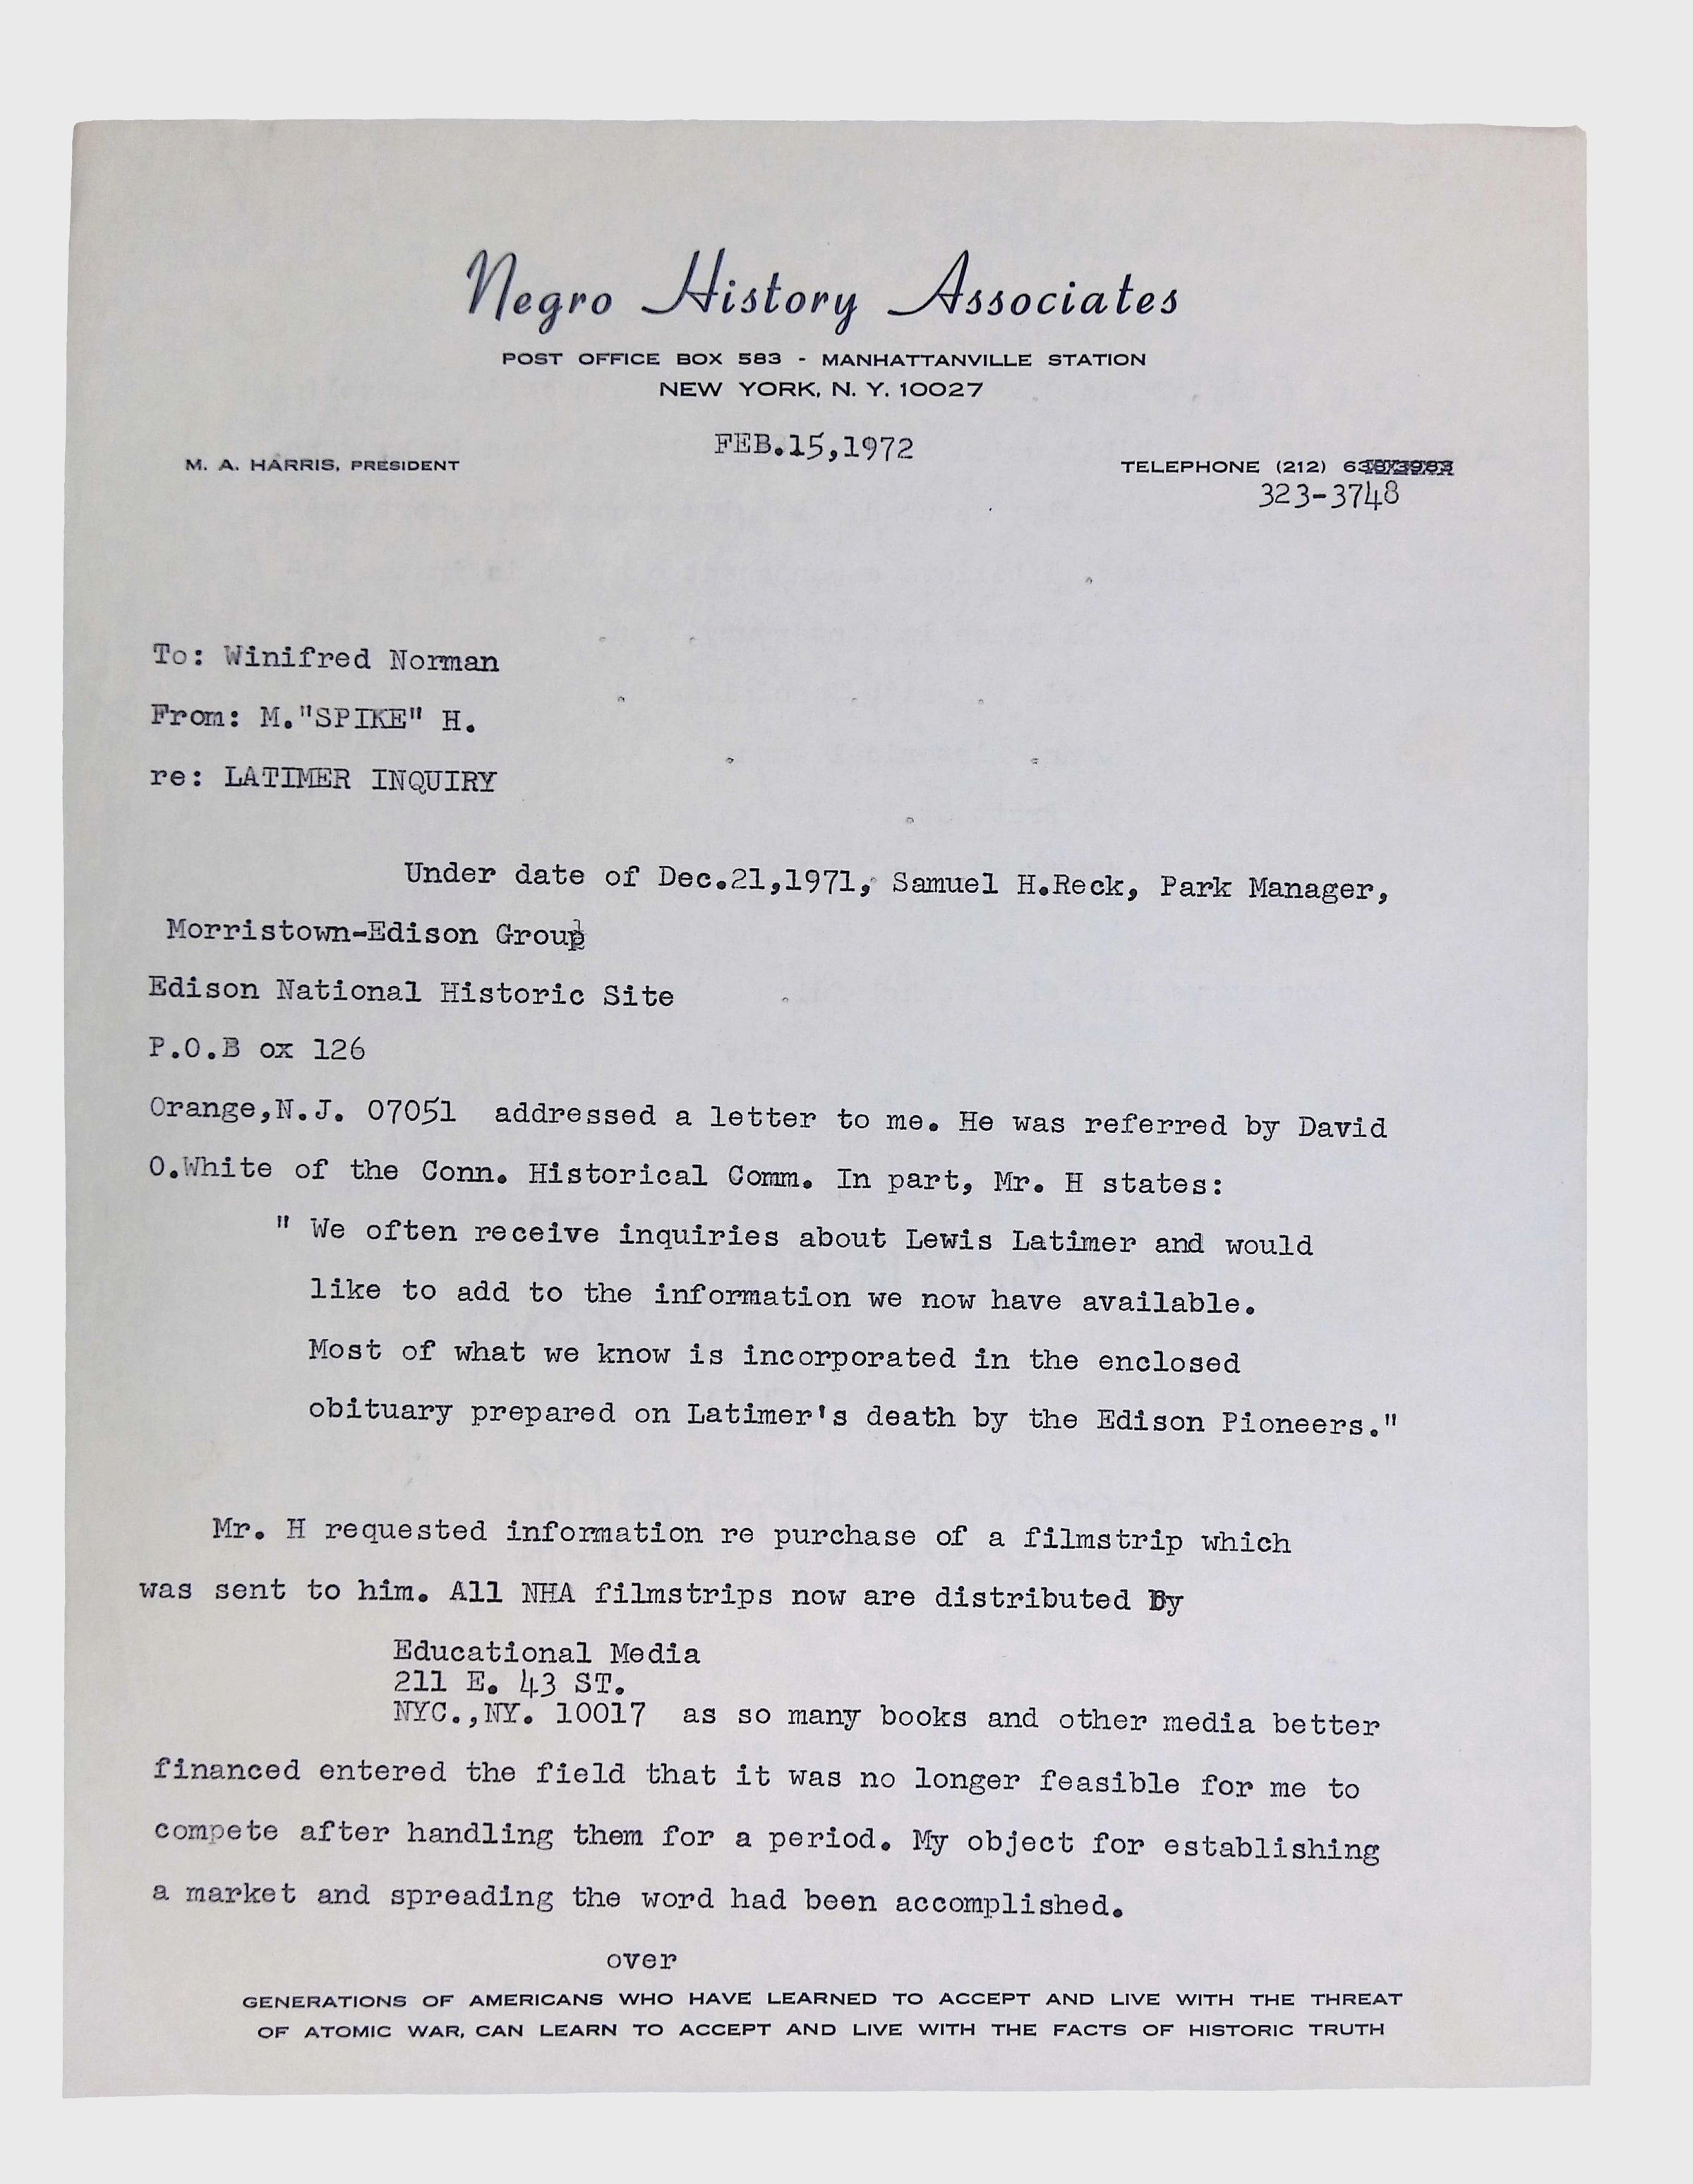 Negro History Associates
POST OFFICE BOX 583 - MANHATTANVILLE STATION
NEW YORK, N. Y. 10027
FEB.15,1972
M. A. HARRIS, PRESIDENT
TELEPHONE (212)
323-3748
To: Winifred Norman
From: M."SPIKE" H.
re: LATIMER INQUIRY
Under date of Dec.21,1971, Samuel H.Reck, Park Manager,
Morristown-Edison Group
Edison National Historic Site
P.O.B ox 126
Orange,N.J. 07051 addressed a letter to me. He was referred by David
O.White of the Conn. Historical Comm. In part, Mr. H states:
" We often receive inquiries about Lewis Latimer and would
like to add to the information we now have available.
Most of what we know is incorporated in the enclosed
obituary prepared on Latimer's death by the Edison Pioneers."
Mr. H requested information re purchase of a filmstrip which
was sent to him. All NHA filmstrips now are distributed By
Educational Media
211 E. 43 ST.
NYC.,NY. 10017 as so many books and other media better
financed entered the field that it was no longer feasible for me to
compete after handling them for a period. My object for establishing
a market and spreading the word had been accomplished.
over
GENERATIONS OF AMERICANS WHO HAVE LEARNED TO ACCEPT AND LIVE WITH THE THREAT
OF ATOMIC WAR, CAN LEARN TO ACCEPT AND LIVE WITH THE FACTS OF HISTORIC TRUTH